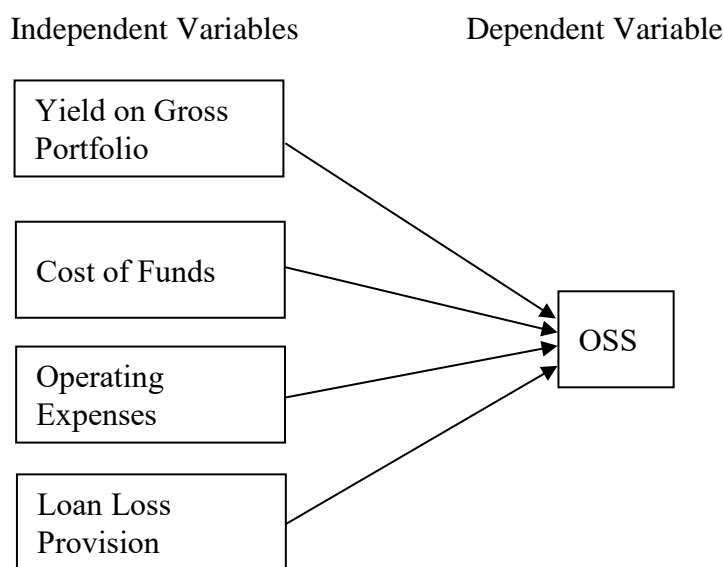 Independent Variables
Dependent Variable
Yield on Gross
Portfolio
Cost of Funds
OSS
Operating
Expenses
Loan Loss
Provision